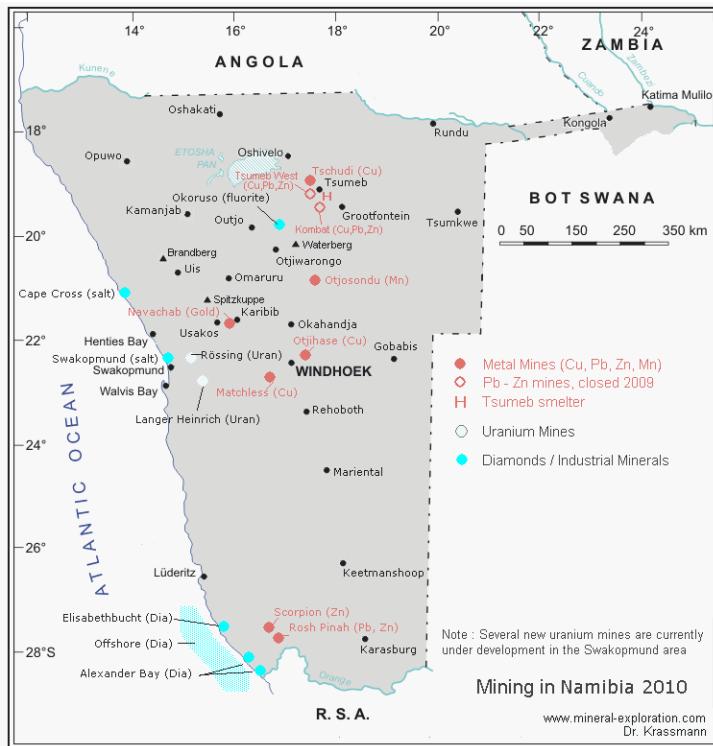 14°
16°
18°
20°
22°
24°
ZAMBIA
ANGOLA
Kunene
Cuando
Zambezi
Katima Mulilo
Oshakati
Kongola
Rundu
18°
Oshivelo
ETOSHA
PAN
Opuwo
Tschudi (Cu)
Tsumeb West
(Cu,Pb,Zn)
Tsumeb
H
BOT SWANA
Okoruso (fluorite)
Kamanjab
Grootfontein
Tsumkwe
Outjo
Kombat (Cu,Pb,Zn)
20°
0 50 100 150 250 350 km
Waterberg
Brandberg
Otjiwarongo
Uis
Omaruru
Otjosondu (Mn)
Cape Cross (salt)
Spitzkuppe
Navachab (Gold)
Karibib
Okahandja
Usakos
22°
Henties Bay
Otjihase (Cu)
Gobabis
Swakopmund (salt)
Rössing (Uran)
Swakopmund
WINDHOEK
Walvis Bay
Matchless (Cu)
Langer Heinrich (Uran)
Rehoboth
Metal Mines (Cu, Pb, Zn, Mn)
Pb - Zn mines, closed 2009
H Tsumeb smelter
Uranium Mines
Diamonds / Industrial Minerals
24°
ATLANTIC OCEAN
Mariental
26°
Lüderitz
Keetmanshoop
Elisabethbucht (Dia)
Scorpion (Zn)
Rosh Pinah (Pb, Zn)
Offshore (Dia)
Karasburg
28°S
Alexander Bay (Dia)
Orange
Note : Several new uranium mines are currently
under development in the Swakopmund area
Mining in Namibia 2010
R. S. A.
www.mineral-exploration.com
Dr. Krassmann